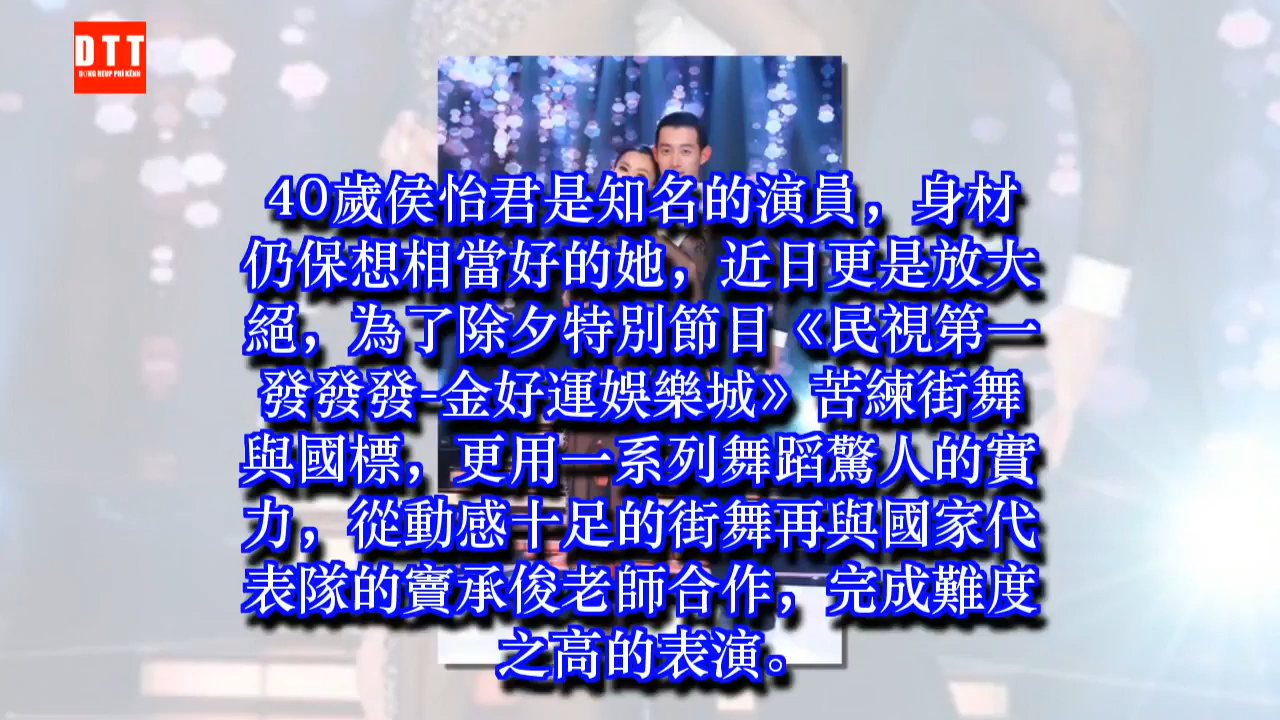 DTT
DỪNG REUP PHÍ KÊNH
40歲侯怡君是知名的演員，身材
仍保想相當好的她，近日更是放大
絕，為了除夕特別節目《民視第一
發發發-金好運娛樂城》苦練街舞
與國標，更用一系列舞蹈驚人的實
力，從動感十足的街舞再與國家代
表隊的竇承俊老師合作，完成難度
之高的表演。